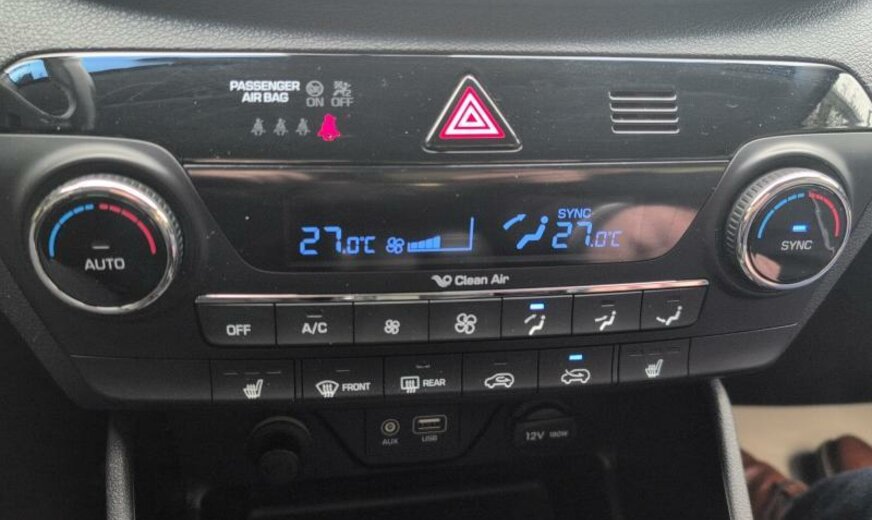 PASSENGER
AIR BAG ON OFF
SYNC
27.0°C 27.0°C
AUTO
SYNC
Clean Air
OFF A/C
FRONT REAR
AUX USB 12V 180W